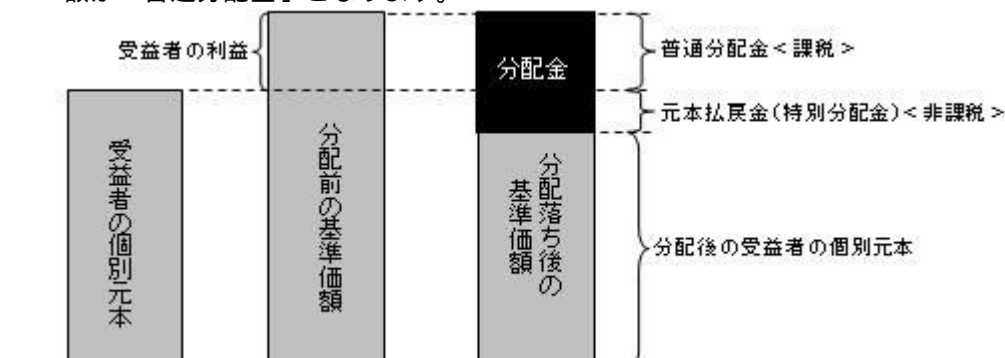 受益者の利益
分配金
普通分配金＜課税＞
元本払戻金(特別分配金)＜非課税＞
受益者の個別元本
分配前の基準価額
分配落ち後の
基準価額
分配後の受益者の個別元本